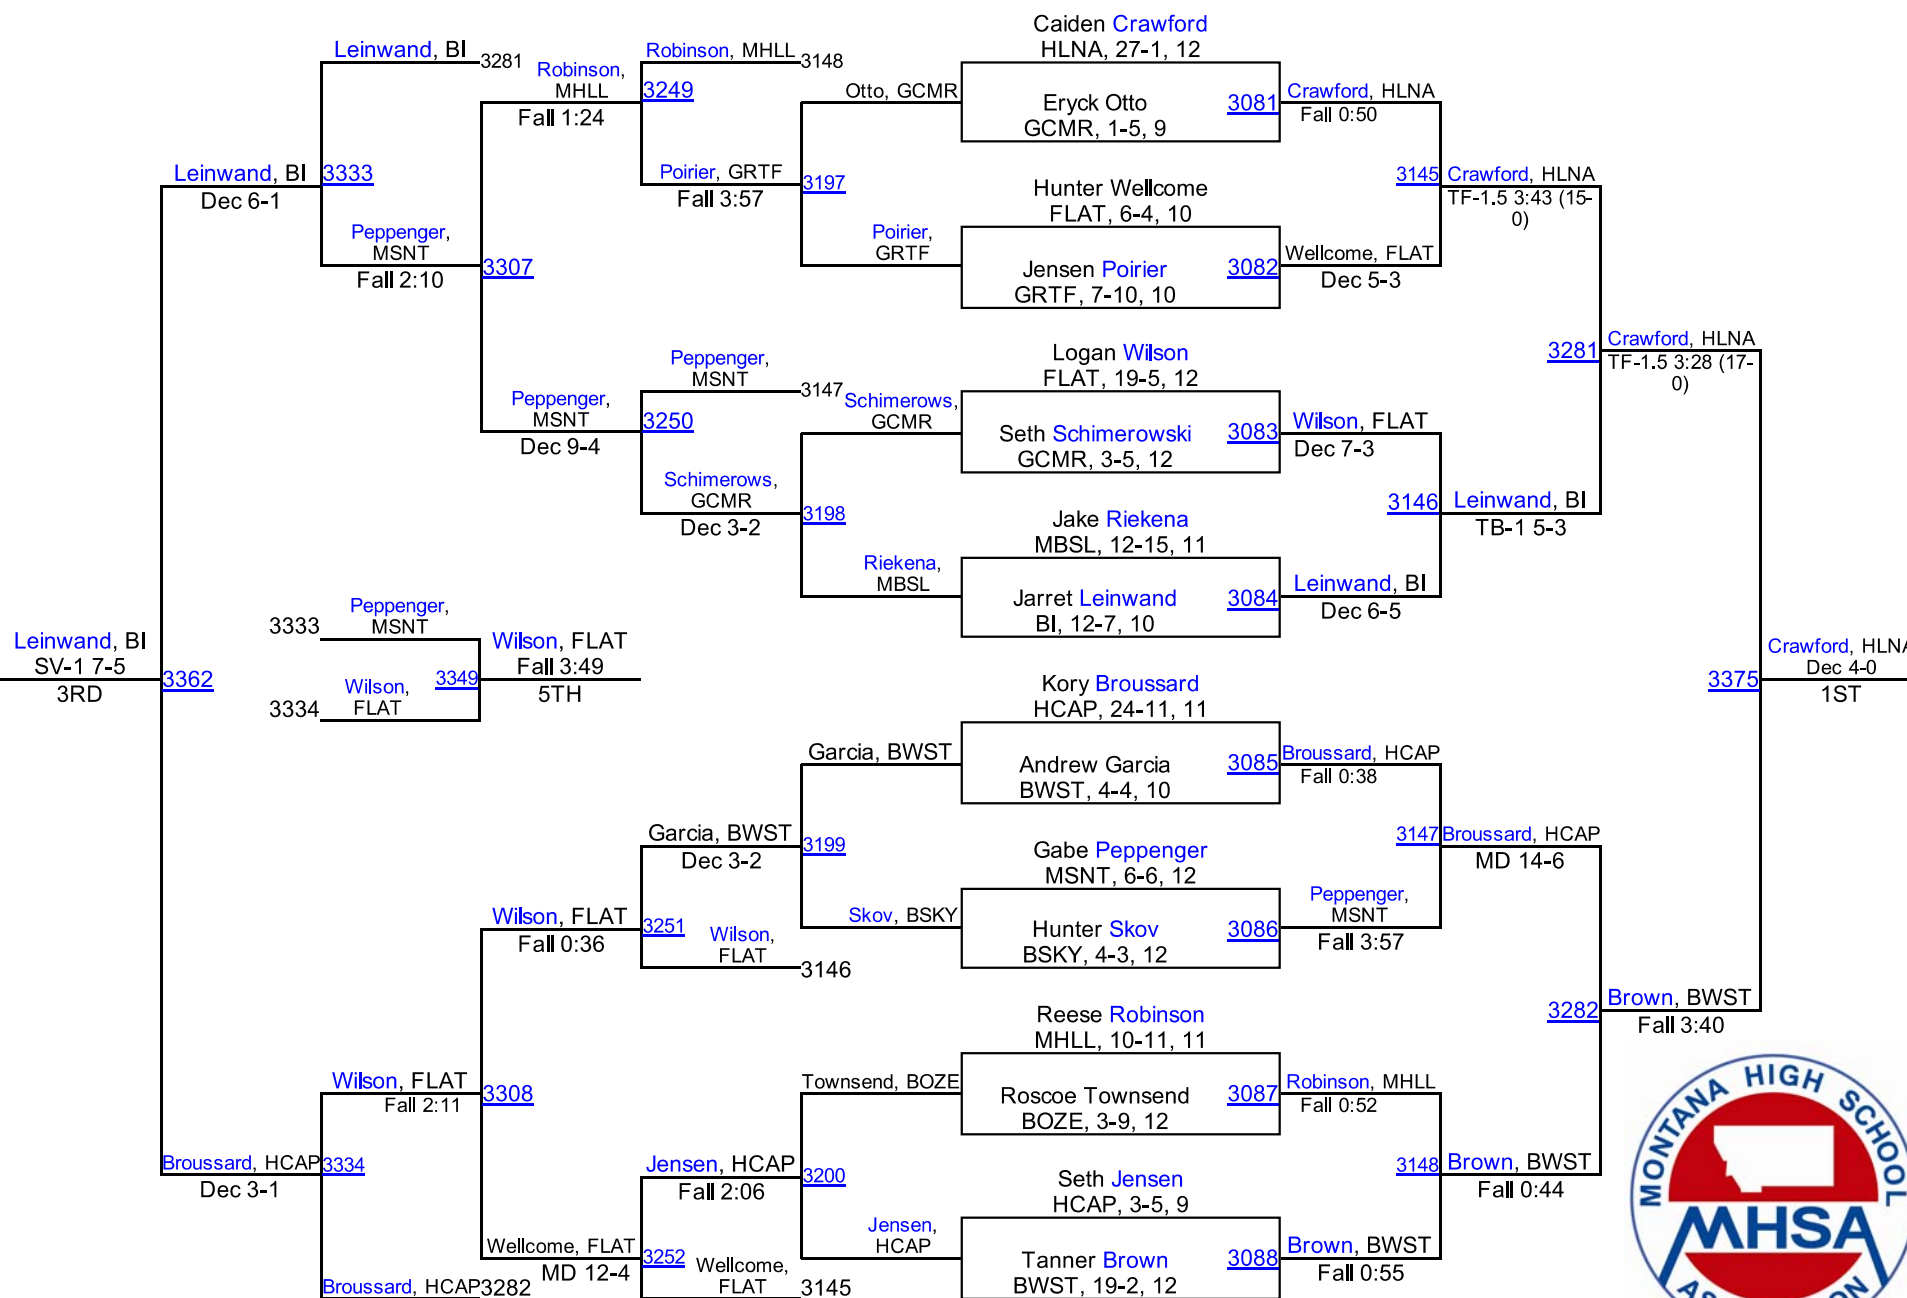 Caiden Crawford
HLNA, 27-1, 12
Leinwand, BI
3281
Robinson, MHLL
3148
Robinson,
MHLL
3249
Fall 1:24
Otto, GCMR
Eryck Otto
GCMR, 1-5, 9
3081
Crawford, HLNA
Fall 0:50
Leinwand, BI
3333
Dec 6-1
Poirier, GRTF
3197
Fall 3:57
Hunter Wellcome
FLAT, 6-4, 10
3145
Crawford, HLNA
TF-1.5 3:43 (15-
0)
Peppenger,
MSNT
3307
Fall 2:10
Poirier,
GRTF
Jensen Poirier
GRTF, 7-10, 10
3082
Wellcome, FLAT
Dec 5-3
Peppenger,
MSNT
3147
Logan Wilson
FLAT, 19-5, 12
3281
Crawford, HLNA
TF-1.5 3:28 (17-
0)
Peppenger,
MSNT
3250
Dec 9-4
Schimerows,
GCMR
Seth Schimerowski
GCMR, 3-5, 12
3083
Wilson, FLAT
Dec 7-3
Schimerows,
GCMR
3198
Dec 3-2
Jake Riekena
MBSL, 12-15, 11
3146
Leinwand, BI
TB-1 5-3
Riekena,
MBSL
Jarret Leinwand
BI, 12-7, 10
3084
Leinwand, BI
Dec 6-5
3333
Peppenger,
MSNT
Leinwand, BI
SV-1 7-5
3RD
3362
Wilson,
FLAT
3334
3349
Wilson, FLAT
Fall 3:49
5TH
Kory Broussard
HCAP, 24-11, 11
3375
Crawford, HLNA
Dec 4-0
1ST
Garcia, BWST
Andrew Garcia
BWST, 4-4, 10
3085
Broussard, HCAP
Fall 0:38
Garcia, BWST
3199
Dec 3-2
Gabe Peppenger
MSNT, 6-6, 12
3147
Broussard, HCAP
MD 14-6
Wilson, FLAT
3251
Fall 0:36
Wilson,
FLAT
3146
Skov, BSKY
Hunter Skov
BSKY, 4-3, 12
3086
Peppenger,
MSNT
Fall 3:57
Reese Robinson
MHLL, 10-11, 11
3282
Brown, BWST
Fall 3:40
Wilson, FLAT
3308
Fall 2:11
Townsend, BOZE
Roscoe Townsend
BOZE, 3-9, 12
3087
Robinson, MHLL
Fall 0:52
Broussard, HCAP
3334
Dec 3-1
Jensen, HCAP
3200
Fall 2:06
Seth Jensen
HCAP, 3-5, 9
3148
Brown, BWST
Fall 0:44
Wellcome, FLAT
3252
MD 12-4
Jensen,
HCAP
Tanner Brown
BWST, 19-2, 12
3088
Brown, BWST
Fall 0:55
Broussard, HCAP
3282
Wellcome,
FLAT
3145
MONTANA HIGH SCHOOL
MHSA